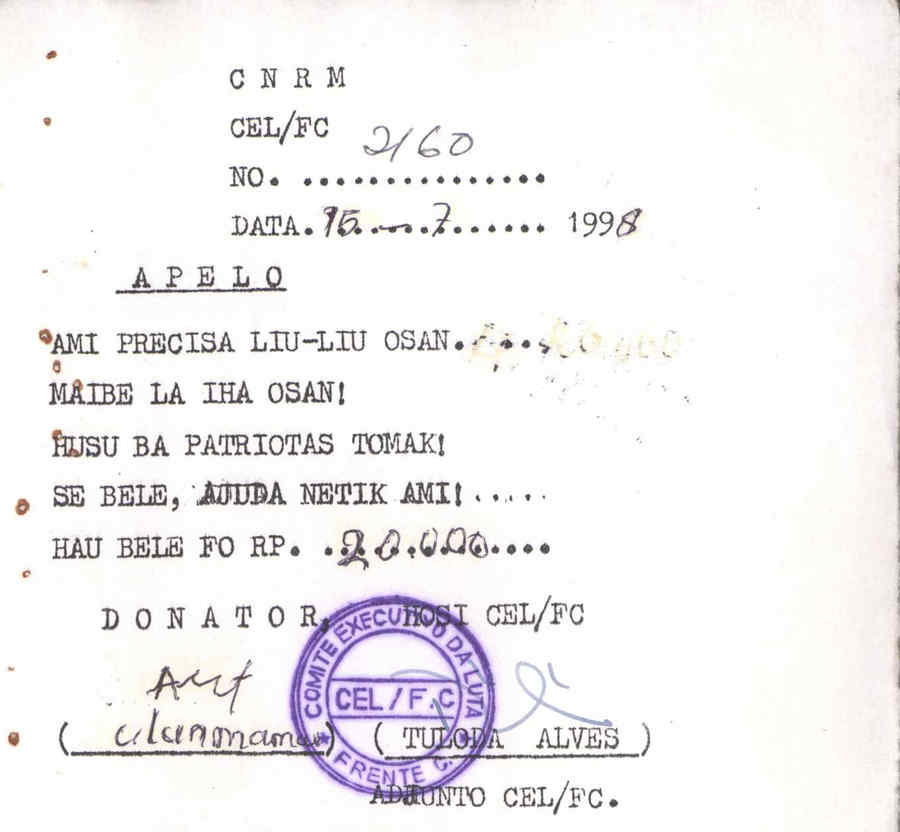 C N R M
CEL/FC
NO. ............... 2160
DATA. 15 ... 7 ...... 1998
A P E L O
AMI PRECISA LIU-LIU OSAN.
MAIBE LA IHA OSAN!
HUSU BA PATRIOTAS TOMAK!
SE BELE, AJUDA NETIK AMI! .....
HAU BELE FO RP. 20.000....
D O N A T O R, HOSI CEL/FC
COMITE EXECUTIVO DA LUTA
CEL/F.C
FRENTE C.
( ) ( TULODA ALVES )
ADJUNTO CEL/FC.